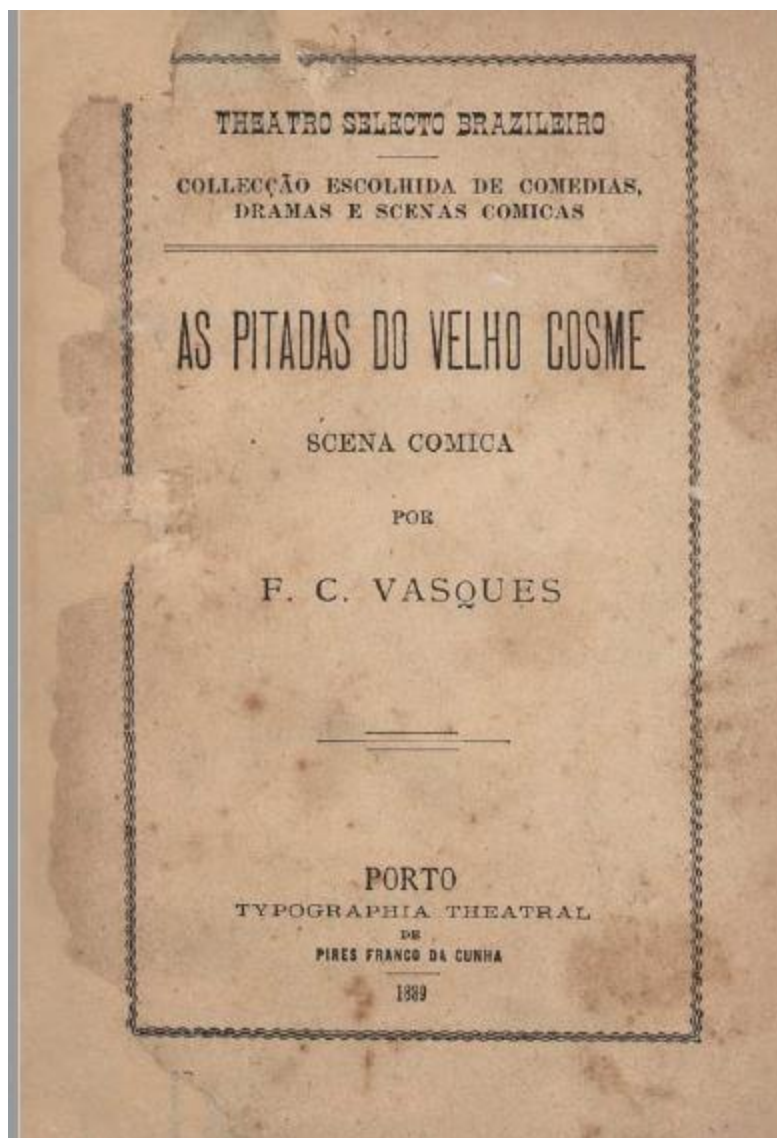 THEATRO SELECTO BRAZILEIRO
COLLECÇÃO ESCOLHIDA DE COMEDIAS,
DRAMAS E SCENAS COMICAS
AS PITADAS DO VELHO COSME
SCENA COMICA
POR
F. C. VASQUES
PORTO
TYPOGRAPHIA THEATRAL
DE
PIRES FRANCO DA CUNHA
1889